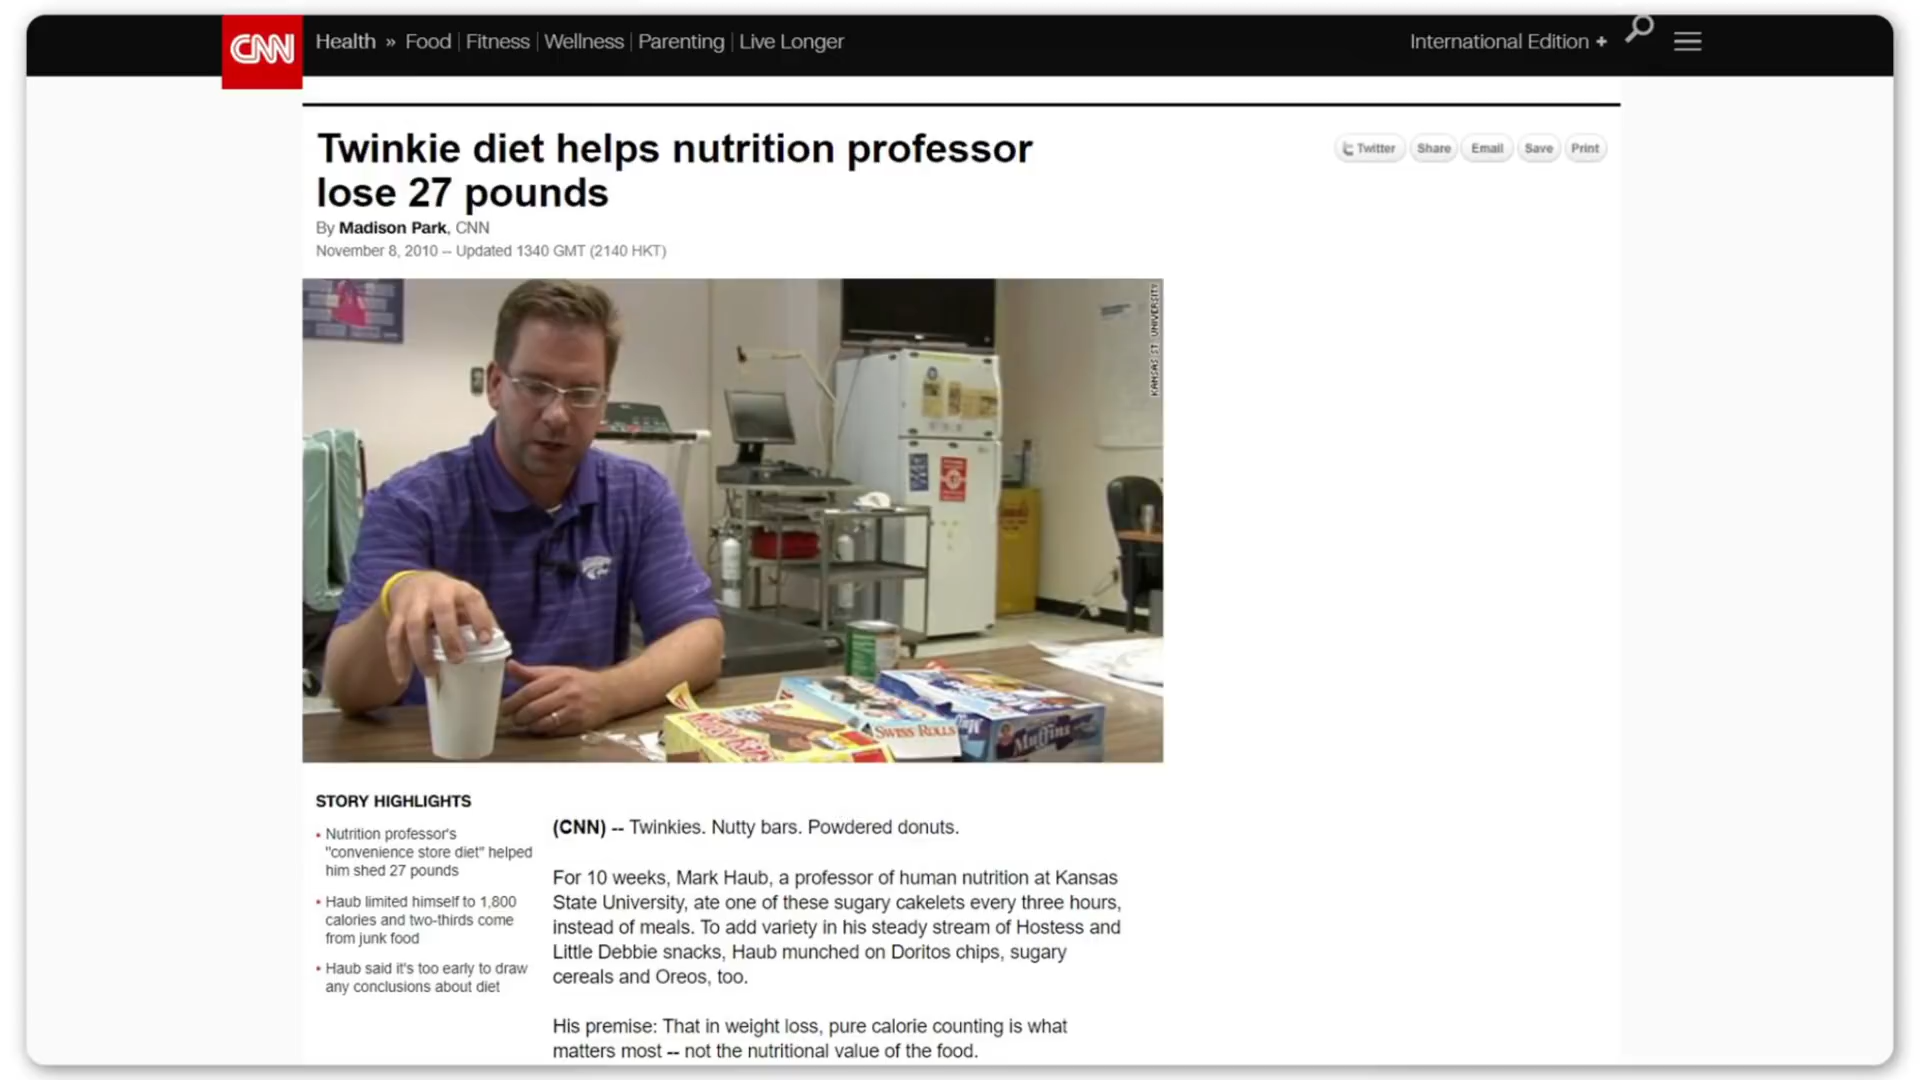 CNN Health » Food | Fitness | Wellness | Parenting | Live Longer
International Edition +
Twinkie diet helps nutrition professor
lose 27 pounds
Twitter Share Email Save Print
By Madison Park, CNN
November 8, 2010 -- Updated 1340 GMT (2140 HKT)
KANSAS ST UNIVERSITY
SWISS ROLLS
Muffins
STORY HIGHLIGHTS
Nutrition professor's
"convenience store diet" helped
him shed 27 pounds
Haub limited himself to 1,800
calories and two-thirds come
from junk food
Haub said it's too early to draw
any conclusions about diet
(CNN) -- Twinkies. Nutty bars. Powdered donuts.
For 10 weeks, Mark Haub, a professor of human nutrition at Kansas
State University, ate one of these sugary cakelets every three hours,
instead of meals. To add variety in his steady stream of Hostess and
Little Debbie snacks, Haub munched on Doritos chips, sugary
cereals and Oreos, too.
His premise: That in weight loss, pure calorie counting is what
matters most -- not the nutritional value of the food.